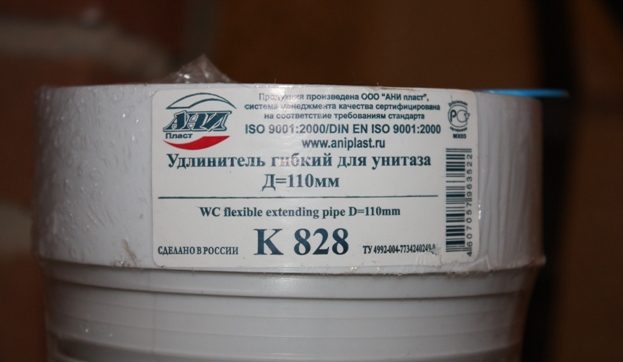 АНИ
Пласт
Продукция произведена ООО "АНИ пласт",
система менеджмента качества сертифицирована
на соответствие требованиям стандарта
ISO 9001:2000/DIN EN ISO 9001:2000
www.aniplast.ru
Удлинитель гибкий для унитаза
Д=110мм
WC flexible extending pipe D=110mm
СДЕЛАНО В РОССИИ
K 828
4607057963522